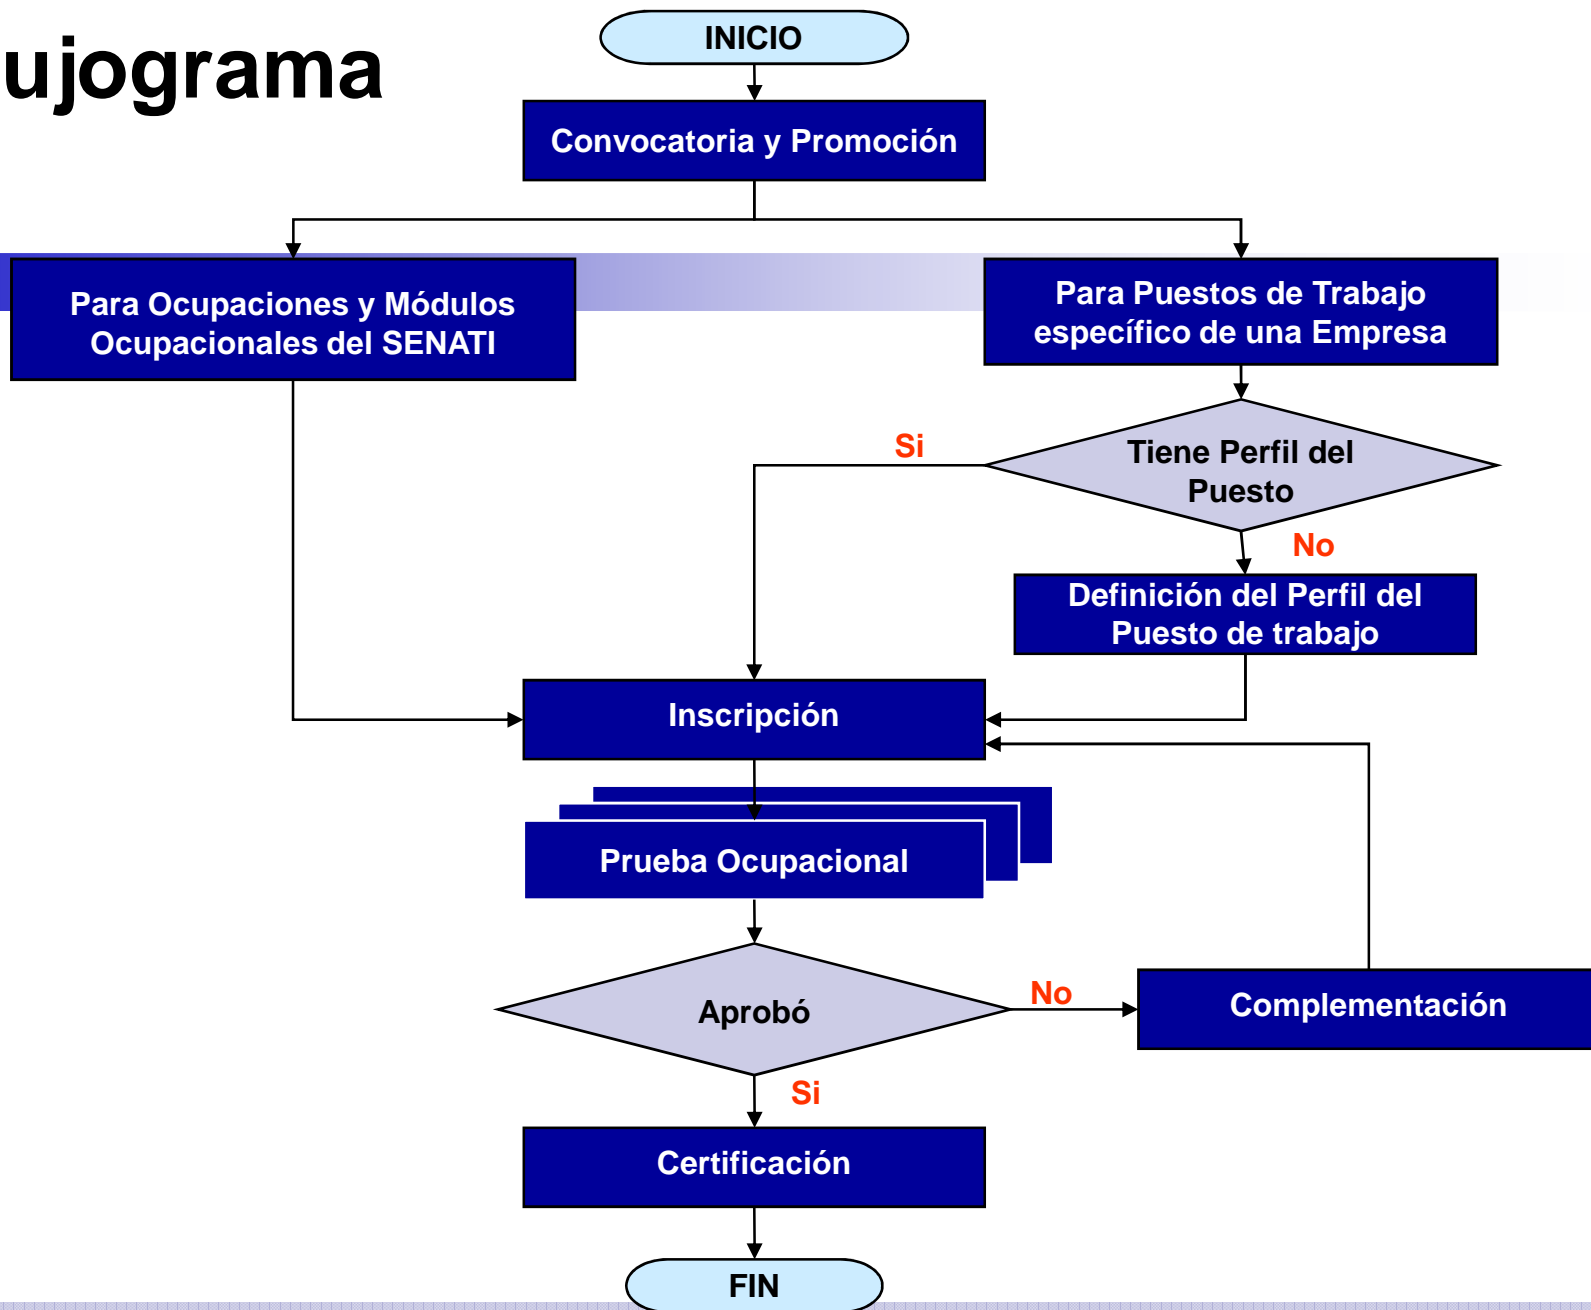 ujograma
INICIO
Convocatoria y Promoción
Para Ocupaciones y Módulos
Ocupacionales del SENATI
Para Puestos de Trabajo
específico de una Empresa
Si
Tiene Perfil del
Puesto
No
Definición del Perfil del
Puesto de trabajo
Inscripción
Prueba Ocupacional
Aprobó
No
Complementación
Si
Certificación
FIN